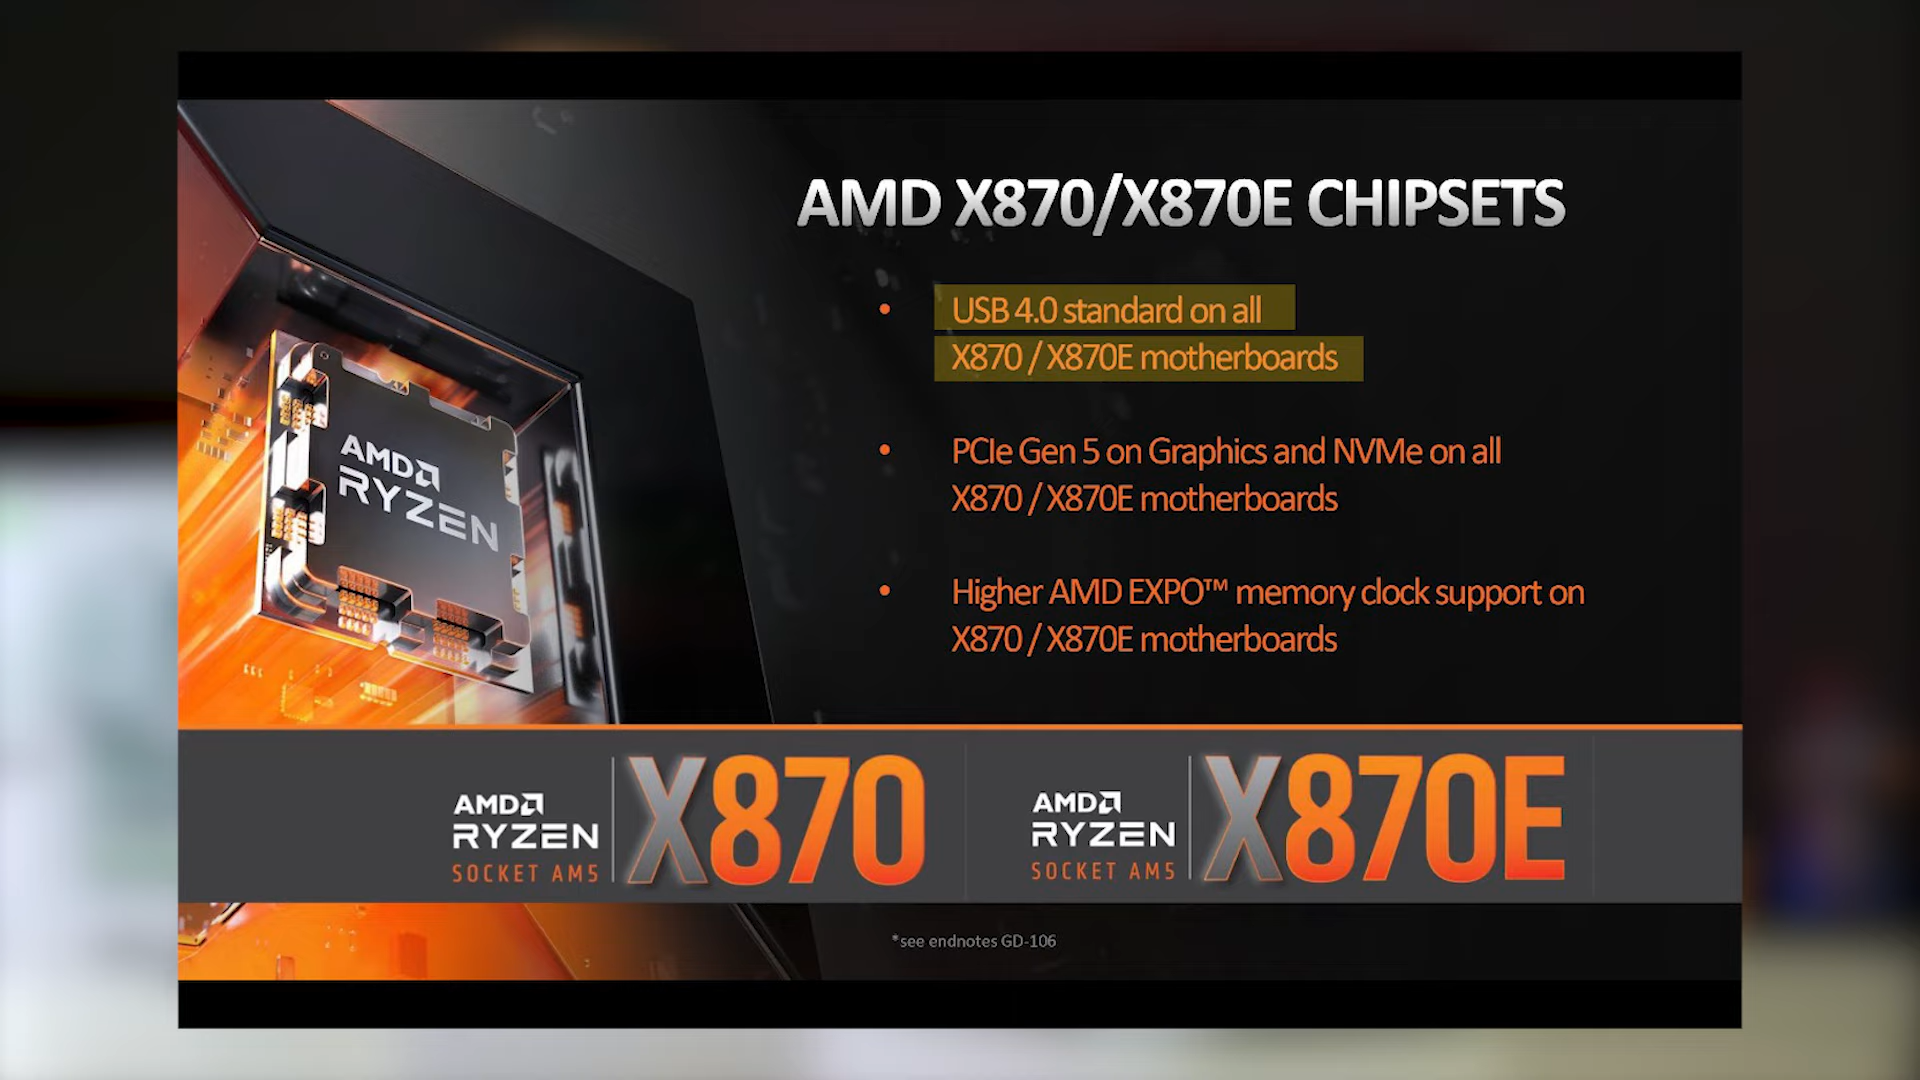 AMD X870/X870E CHIPSETS
• USB 4.0 standard on all
X870 / X870E motherboards
• PCIe Gen 5 on Graphics and NVMe on all
X870 / X870E motherboards
• Higher AMD EXPO™ memory clock support on
X870 / X870E motherboards
AMD
RYZEN
AMD
RYZEN
SOCKET AM5
X870
AMD
RYZEN
SOCKET AM5
X870E
*see endnotes GD-106